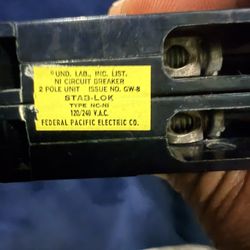 UND. LAB., INC. LIST.
NI CIRCUIT BREAKER
2 POLE UNIT ISSUE NO. GW-8
STAB-LOK
TYPE NC-NI
120/240 V.A.C.
FEDERAL PACIFIC ELECTRIC CO.